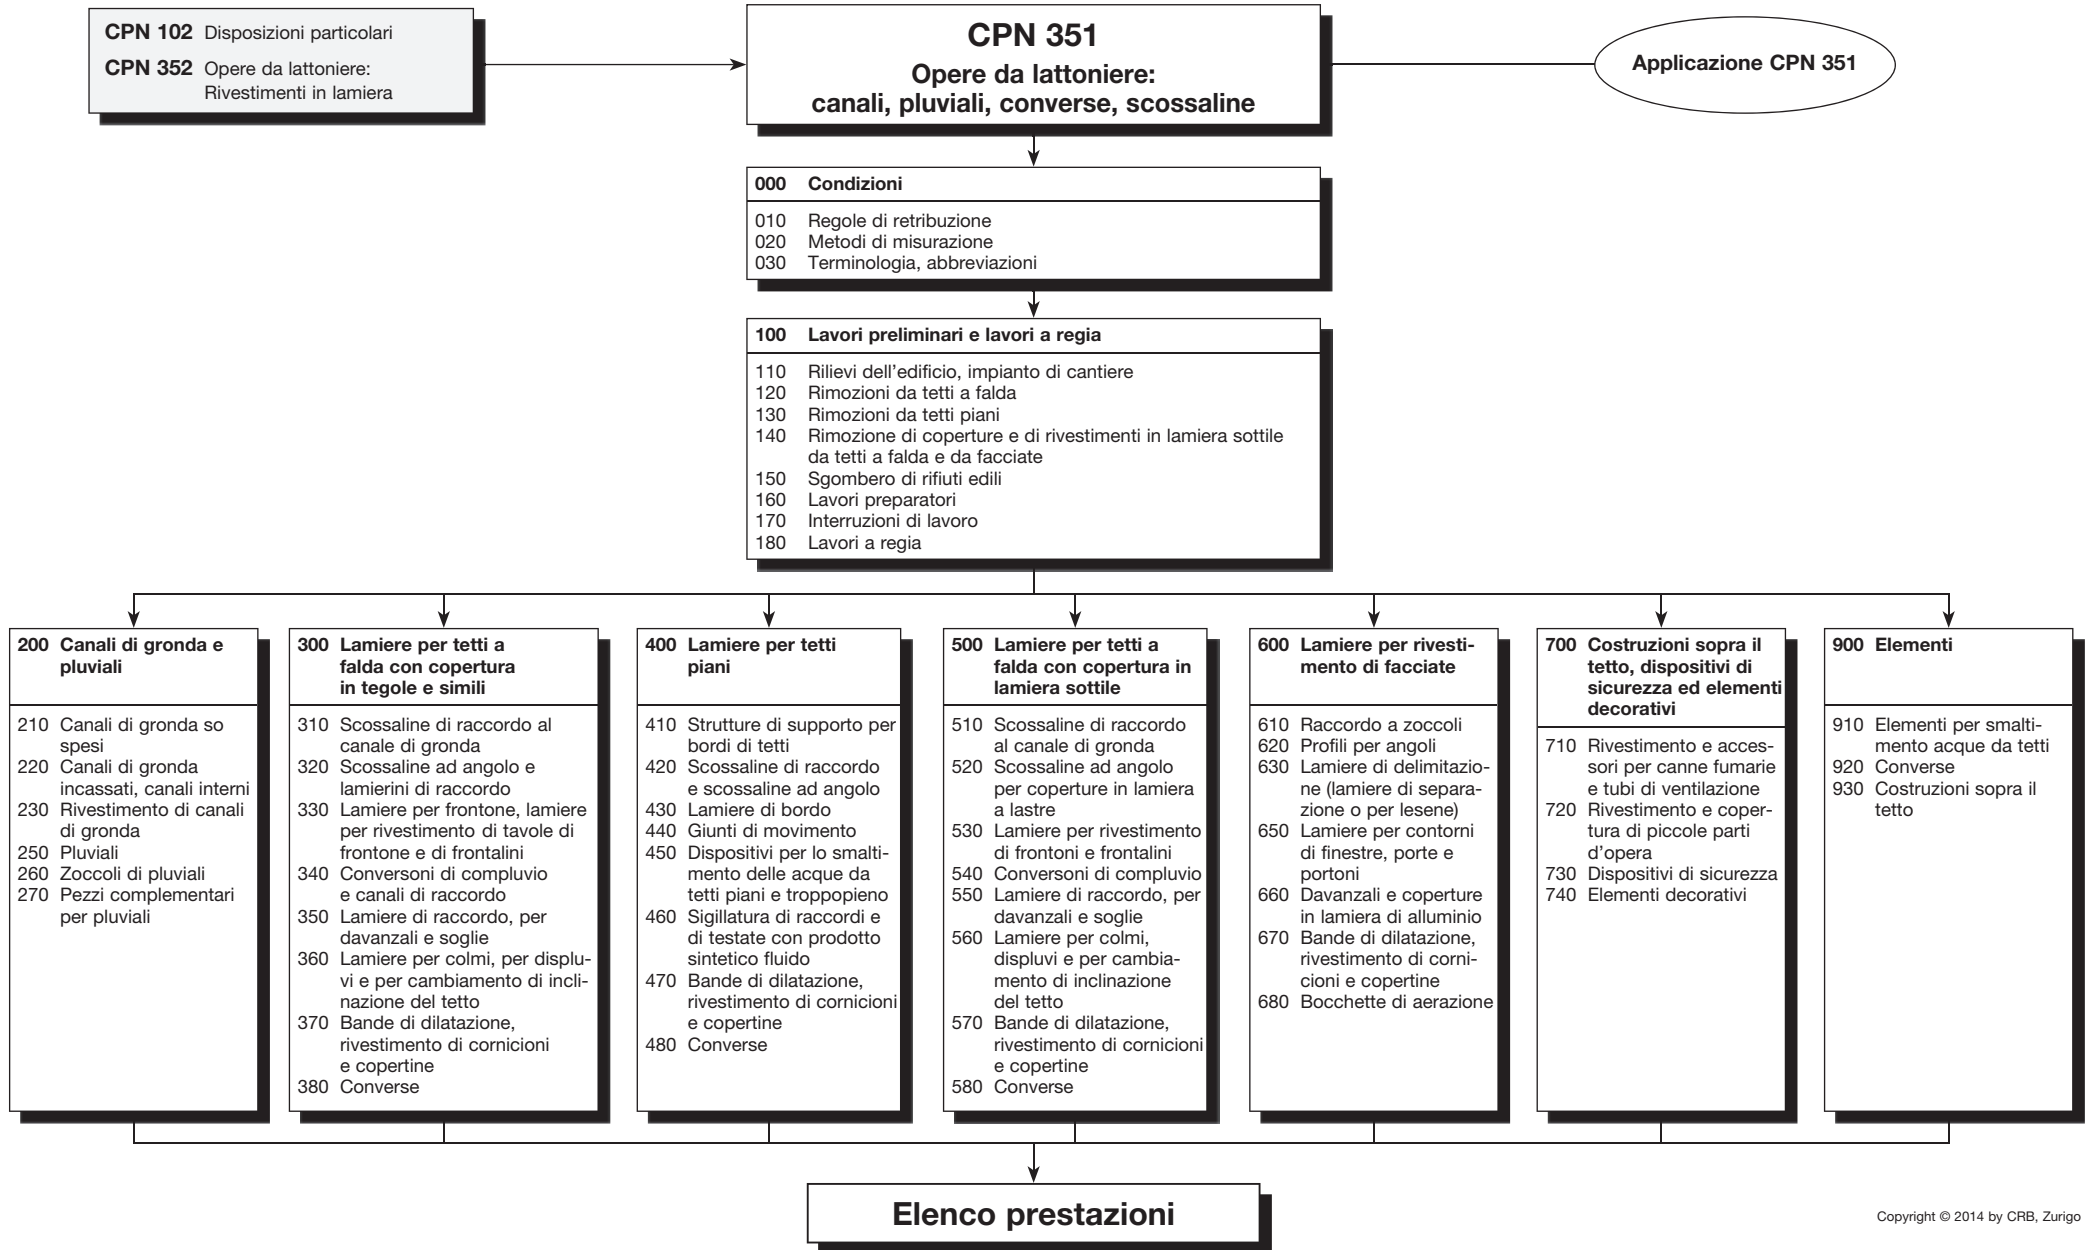 CPN 102 Disposizioni particolari
CPN 352 Opere da lattoniere:
Rivestimenti in lamiera
CPN 351
Opere da lattoniere:
canali, pluviali, converse, scossaline
Applicazione CPN 351
000 Condizioni
010 Regole di retribuzione
020 Metodi di misurazione
030 Terminologia, abbreviazioni
100 Lavori preliminari e lavori a regia
110 Rilievi dell'edificio, impianto di cantiere
120 Rimozioni da tetti a falda
130 Rimozioni da tetti piani
140 Rimozione di coperture e di rivestimenti in lamiera sottile
da tetti a falda e da facciate
150 Sgombero di rifiuti edili
160 Lavori preparatori
170 Interruzioni di lavoro
180 Lavori a regia
200 Canali di gronda e
pluviali
210 Canali di gronda so
spesi
220 Canali di gronda
incassati, canali interni
230 Rivestimento di canali
di gronda
250 Pluviali
260 Zoccoli di pluviali
270 Pezzi complementari
per pluviali
300 Lamiere per tetti a
falda con copertura
in tegole e simili
310 Scossaline di raccordo al
canale di gronda
320 Scossaline ad angolo e
lamierini di raccordo
330 Lamiere per frontone, lamiere
per rivestimento di tavole di
frontone e di frontalini
340 Conversoni di compluvio
e canali di raccordo
350 Lamiere di raccordo, per
davanzali e soglie
360 Lamiere per colmi, per displu-
vi e per cambiamento di incli-
nazione del tetto
370 Bande di dilatazione,
rivestimento di cornicioni
e copertine
380 Converse
400 Lamiere per tetti
piani
410 Strutture di supporto per
bordi di tetti
420 Scossaline di raccordo
e scossaline ad angolo
430 Lamiere di bordo
440 Giunti di movimento
450 Dispositivi per lo smalti-
mento delle acque da
tetti piani e troppopieno
460 Sigillatura di raccordi e
di testate con prodotto
sintetico fluido
470 Bande di dilatazione,
rivestimento di cornicioni
e copertine
480 Converse
500 Lamiere per tetti a
falda con copertura in
lamiera sottile
510 Scossaline di raccordo
al canale di gronda
520 Scossaline ad angolo
per coperture in lamiera
a lastre
530 Lamiere per rivestimento
di frontoni e frontalini
540 Conversoni di compluvio
550 Lamiere di raccordo, per
davanzali e soglie
560 Lamiere per colmi,
displuvi e per cambia-
mento di inclinazione
del tetto
570 Bande di dilatazione,
rivestimento di cornicioni
e copertine
580 Converse
600 Lamiere per rivesti-
mento di facciate
610 Raccordo a zoccoli
620 Profili per angoli
630 Lamiere di delimitazio-
ne (lamiere di separa-
zione o per lesene)
650 Lamiere per contorni
di finestre, porte e
portoni
660 Davanzali e coperture
in lamiera di alluminio
670 Bande di dilatazione,
rivestimento di corni-
cioni e copertine
680 Bocchette di aerazione
700 Costruzioni sopra il
tetto, dispositivi di
sicurezza ed elementi
decorativi
710 Rivestimento e acces-
sori per canne fumarie
e tubi di ventilazione
720 Rivestimento e coper-
tura di piccole parti
d'opera
730 Dispositivi di sicurezza
740 Elementi decorativi
900 Elementi
910 Elementi per smalti-
mento acque da tetti
920 Converse
930 Costruzioni sopra il
tetto
Elenco prestazioni
Copyright © 2014 by CRB, Zurigo